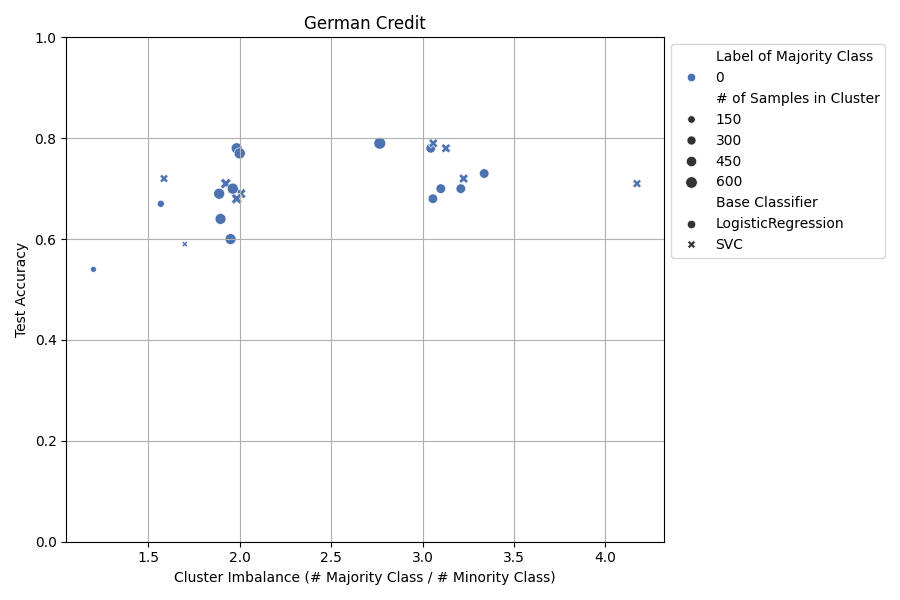 German Credit
Test Accuracy
1.0
0.8
0.6
0.4
0.2
0.0
1.5
2.0
2.5
3.0
3.5
4.0
Cluster Imbalance (# Majority Class / # Minority Class)
Label of Majority Class
0
# of Samples in Cluster
150
300
450
600
Base Classifier
LogisticRegression
SVC